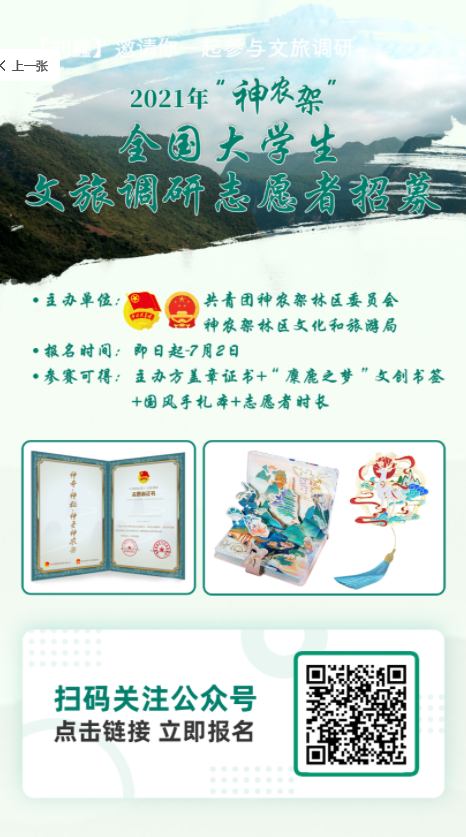 邀请你一起参与文旅调研
上一张
2021年“神农架”
全国大学生
文旅调研志愿者招募
•主办单位：共青团神农架林区委员会
神农架林区文化和旅游局
•报名时间：即日起-7月2日
•参赛可得：主办方盖章证书+“麋鹿之梦”文创书签
+国风手札本+志愿者时长
扫码关注公众号
点击链接 立即报名